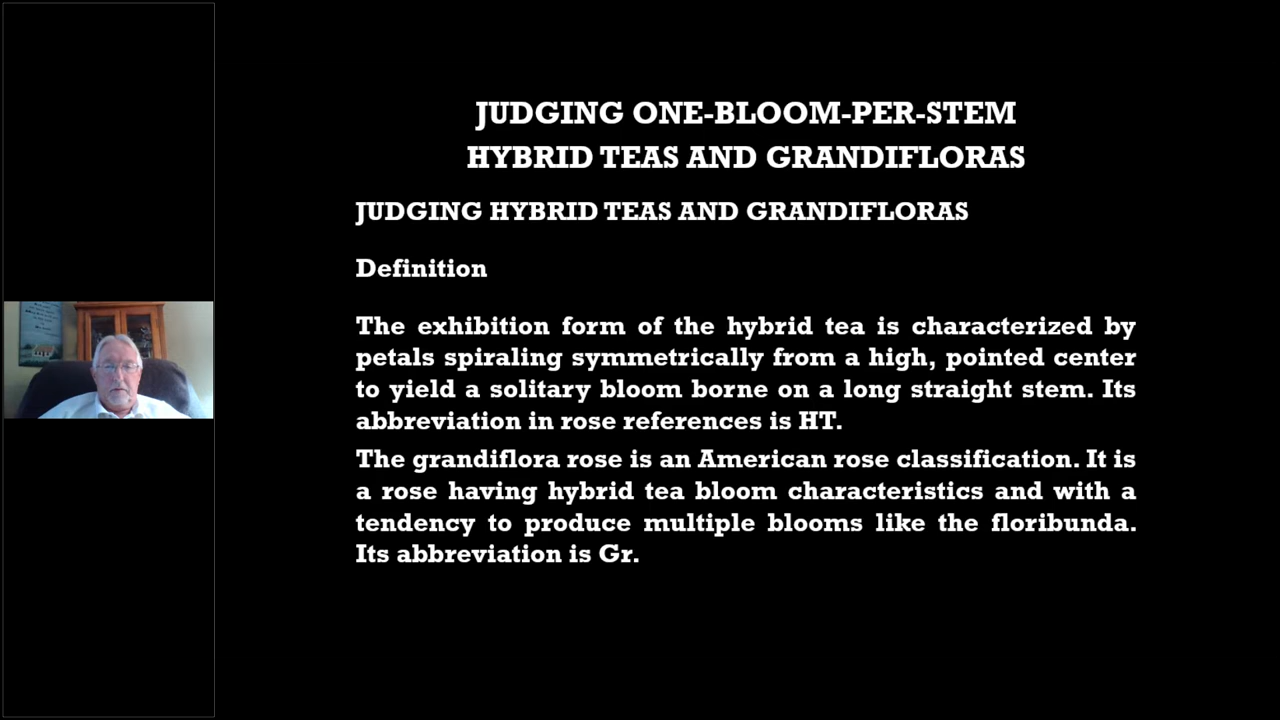 JUDGING ONE-BLOOM-PER-STEM
HYBRID TEAS AND GRANDIFLORAS
JUDGING HYBRID TEAS AND GRANDIFLORAS
Definition
The exhibition form of the hybrid tea is characterized by
petals spiraling symmetrically from a high, pointed center
to yield a solitary bloom borne on a long straight stem. Its
abbreviation in rose references is HT.
The grandiflora rose is an American rose classification. It is
a rose having hybrid tea bloom characteristics and with a
tendency to produce multiple blooms like the floribunda.
Its abbreviation is Gr.